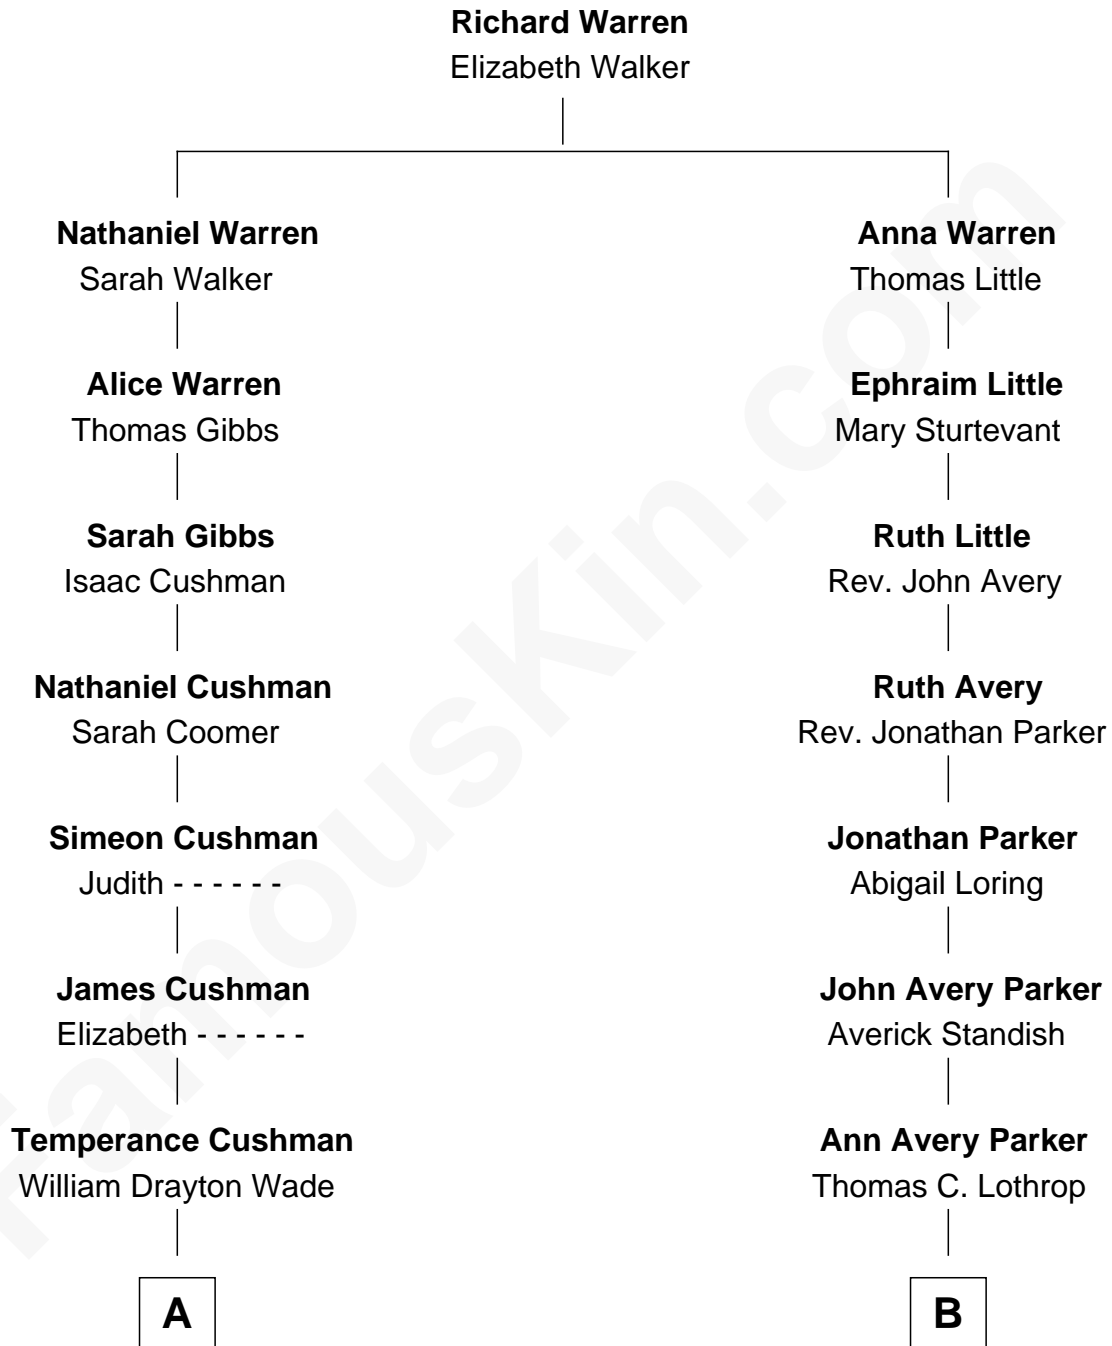 Richard Warren
Elizabeth Walker
Nathaniel Warren
Sarah Walker
Anna Warren
Thomas Little
Alice Warren
Thomas Gibbs
Ephraim Little
Mary Sturtevant
Sarah Gibbs
Isaac Cushman
Ruth Little
Rev. John Avery
Nathaniel Cushman
Sarah Coomer
Ruth Avery
Rev. Jonathan Parker
Simeon Cushman
Judith - - - - - -
Jonathan Parker
Abigail Loring
James Cushman
Elizabeth - - - - - -
John Avery Parker
Averick Standish
Temperance Cushman
William Drayton Wade
Ann Avery Parker
Thomas C. Lothrop
A
B
FamousKin.com